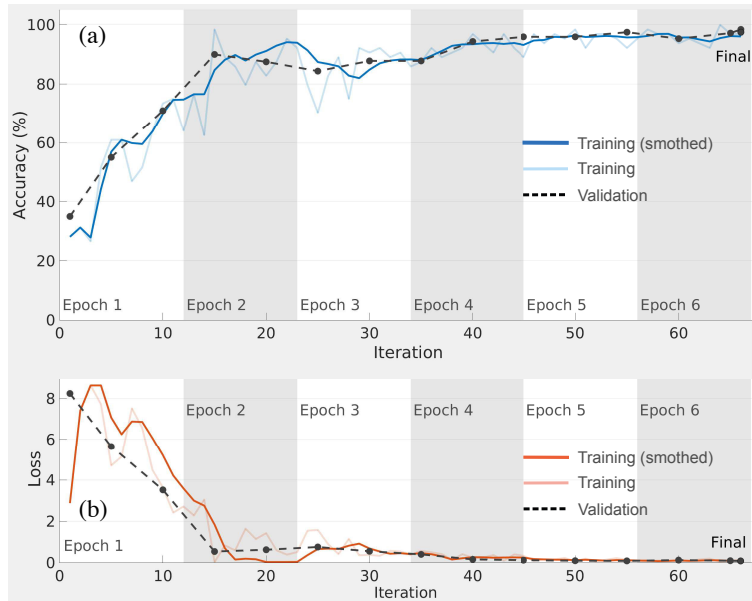 100
(a)
Final
80
Accuracy (%)
Training (smothed)
60
Training
Validation
40
20
Epoch 1 Epoch 2 Epoch 3 Epoch 4 Epoch 5 Epoch 6
0
0 10 20 30 40 50 60
Iteration
8
Epoch 2 Epoch 3 Epoch 4 Epoch 5 Epoch 6
6
Loss
Training (smothed)
4
Training
Validation
(b)
2
Final
Epoch 1
0
0 10 20 30 40 50 60
Iteration